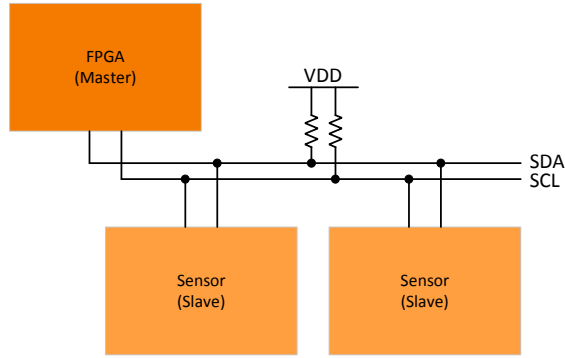 FPGA
(Master)
VDD
SDA
SCL
Sensor
(Slave)
Sensor
(Slave)